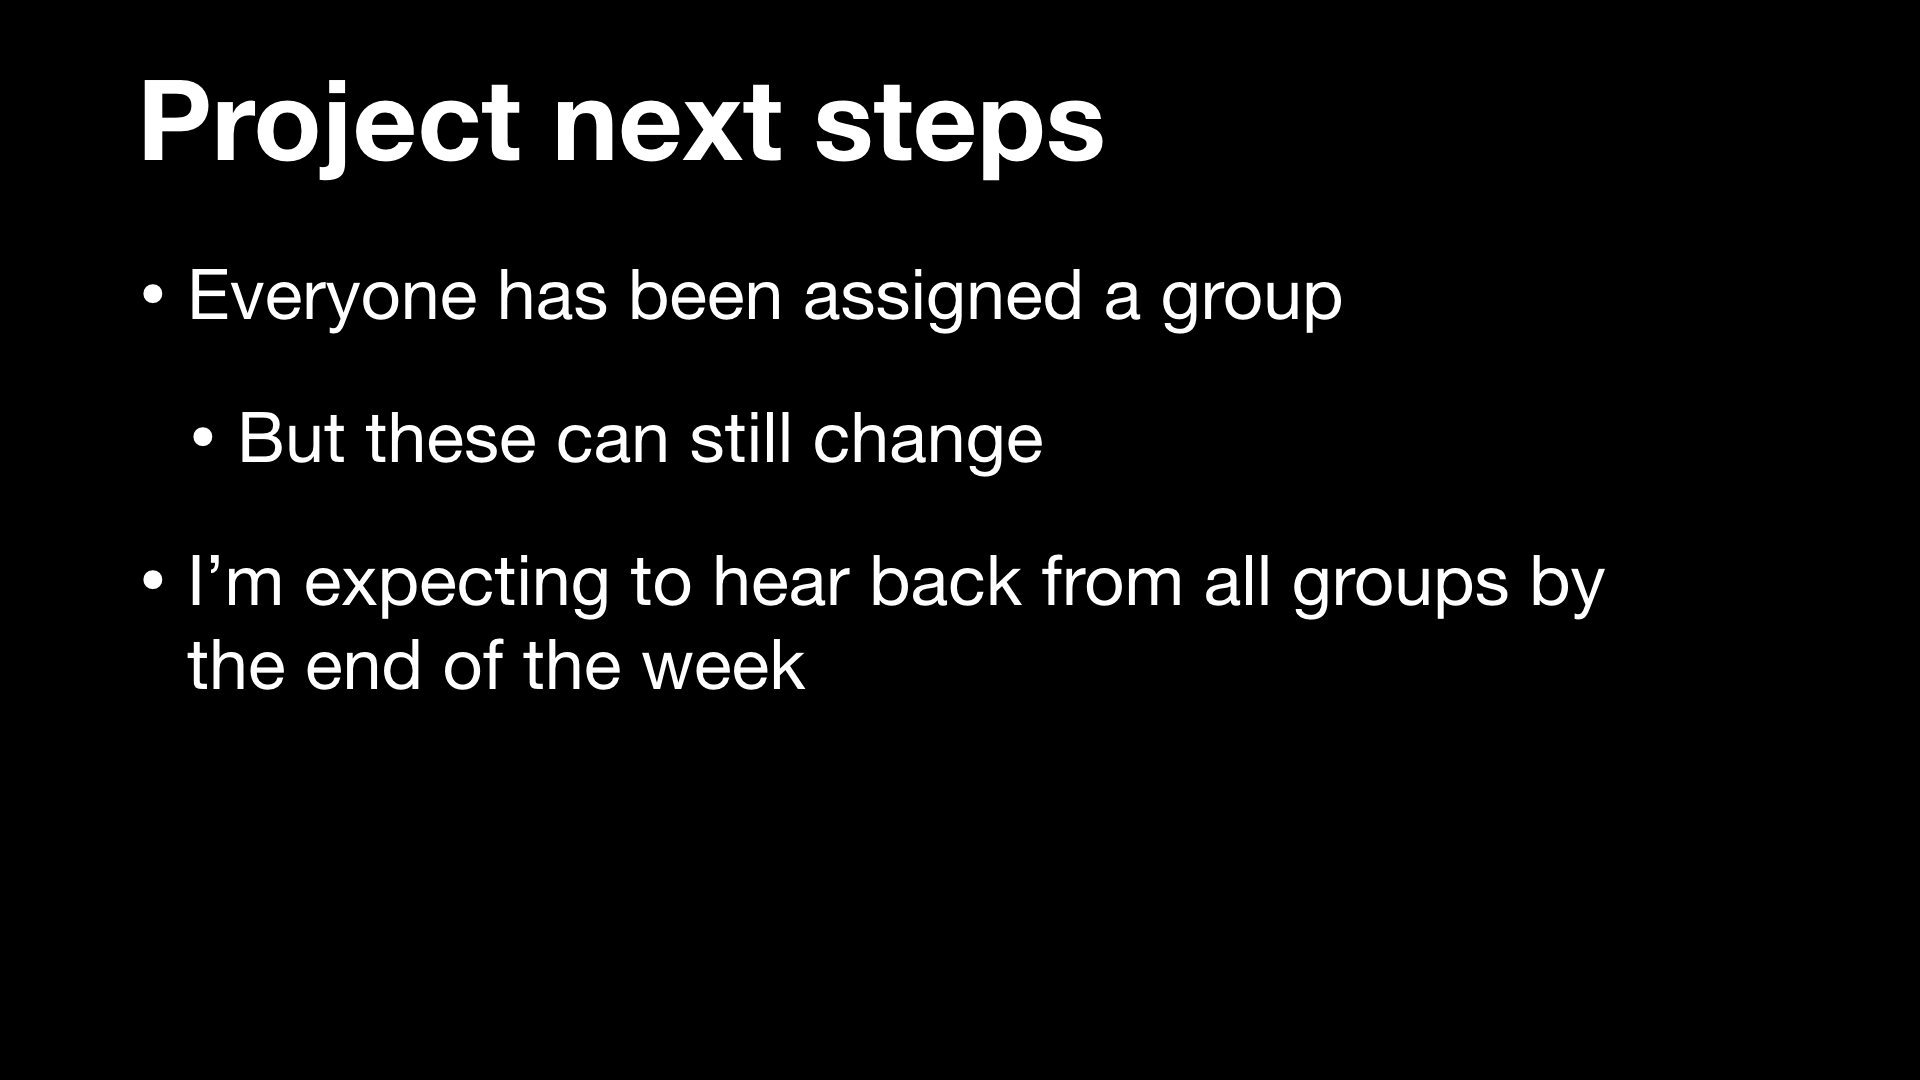 Project next steps
• Everyone has been assigned a group
• But these can still change
• I’m expecting to hear back from all groups by
the end of the week